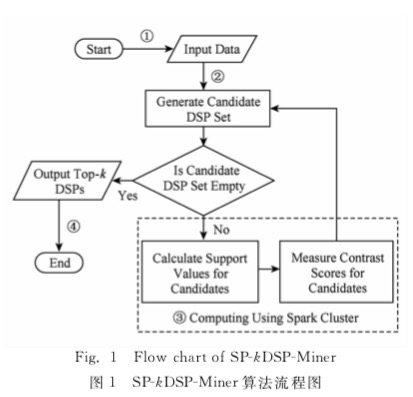 ①
Start
Input Data
②
Generate Candidate
DSP Set
Output Top-k
DSPs
Is Candidate
DSP Set Empty
Yes
④
No
End
Calculate Support
Values for
Candidates
Measure Contrast
Scores for
Candidates
③ Computing Using Spark Cluster
Fig. 1 Flow chart of SP-kDSP-Miner
图 1 SP-kDSP-Miner 算法流程图